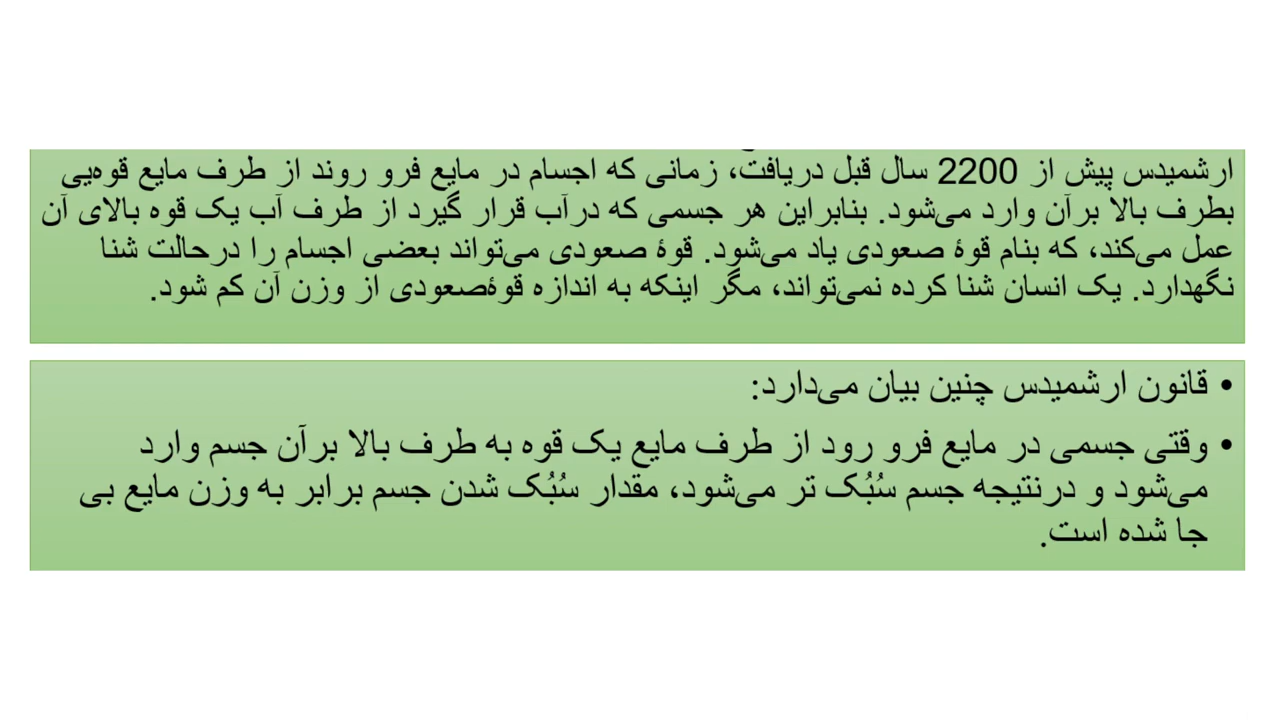 ارشمیدس پیش از 2200 سال قبل دریافت، زمانی که اجسام در مایع فرو روند از طرف مایع قوه‌یی
بطرف بالا برآن وارد می‌شود. بنابراین هر جسمی که درآب قرار گیرد از طرف آب یک قوه بالای آن
عمل می‌کند، که بنام قوهٔ صعودی یاد می‌شود. قوهٔ صعودی می‌تواند بعضی اجسام را درحالت شنا
نگهدارد. یک انسان شنا کرده نمی‌تواند، مگر اینکه به اندازه قوهٔصعودی از وزن آن کم شود.
• قانون ارشمیدس چنین بیان می‌دارد:
• وقتی جسمی در مایع فرو رود از طرف مایع یک قوه به طرف بالا برآن جسم وارد
می‌شود و درنتیجه جسم سُبُک تر می‌شود، مقدار سُبُک شدن جسم برابر به وزن مایع بی
جا شده است.